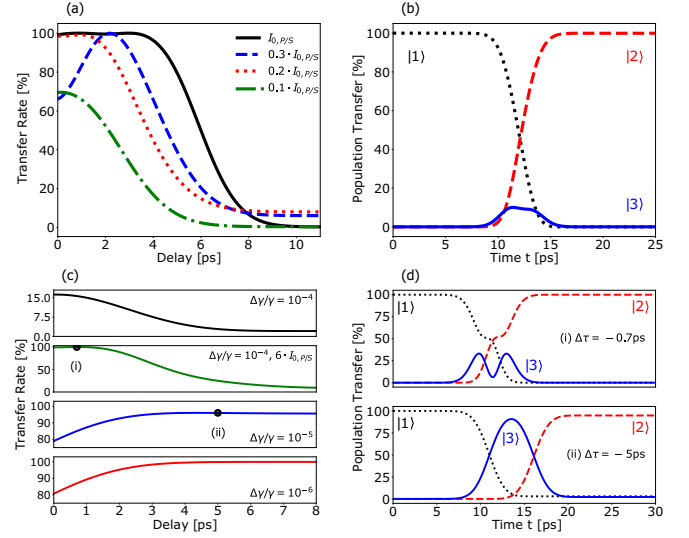 (a)
I₀,P/S
0.3·I₀,P/S
0.2·I₀,P/S
0.1·I₀,P/S
Transfer Rate [%]
100
80
60
40
20
0
0 2 4 6 8 10
Delay [ps]
(b)
|1⟩
|2⟩
|3⟩
Population Transfer [%]
100
80
60
40
20
0
0 5 10 15 20 25
Time t [ps]
(c)
Δγ/γ = 10⁻⁴
15.0
7.5
0.0
Δγ/γ = 10⁻⁴, 6·I₀,P/S
(i)
100
50
0
Transfer Rate [%]
(ii)
Δγ/γ = 10⁻⁵
100
90
80
Δγ/γ = 10⁻⁶
100
90
80
0 1 2 3 4 5 6 7 8
Delay [ps]
(d)
|1⟩
|2⟩
(i) Δτ = −0.7ps
|3⟩
100
75
50
25
0
Population Transfer [%]
|1⟩
|3⟩
|2⟩
(ii) Δτ = −5ps
100
75
50
25
0
0 5 10 15 20 25 30
Time t [ps]